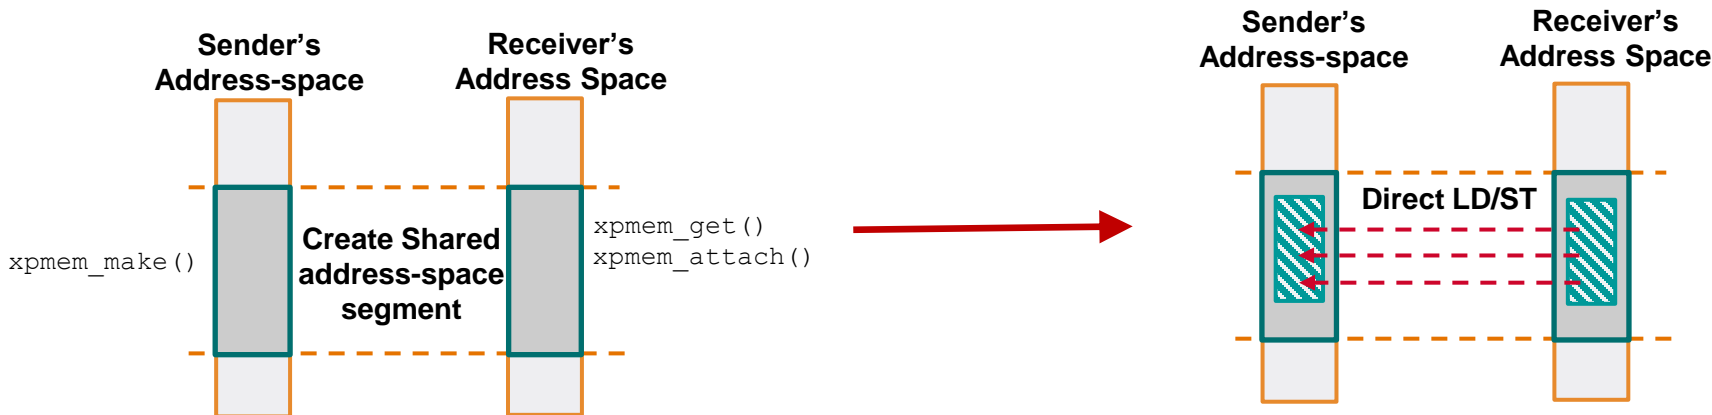 Sender's
Address-space
Receiver's
Address Space
xpmem_make()
Create Shared
address-space
segment
xpmem_get()
xpmem_attach()
Sender's
Address-space
Receiver's
Address Space
Direct LD/ST